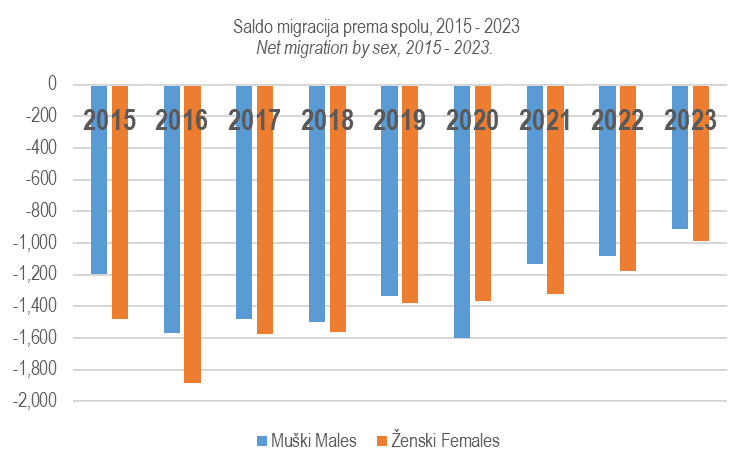 Saldo migracija prema spolu, 2015 - 2023
Net migration by sex, 2015 - 2023.
0
-200
2015 2016 2017 2018 2019 2020 2021 2022 2023
-400
-600
-800
-1,000
-1,200
-1,400
-1,600
-1,800
-2,000
Muški Males Ženski Females